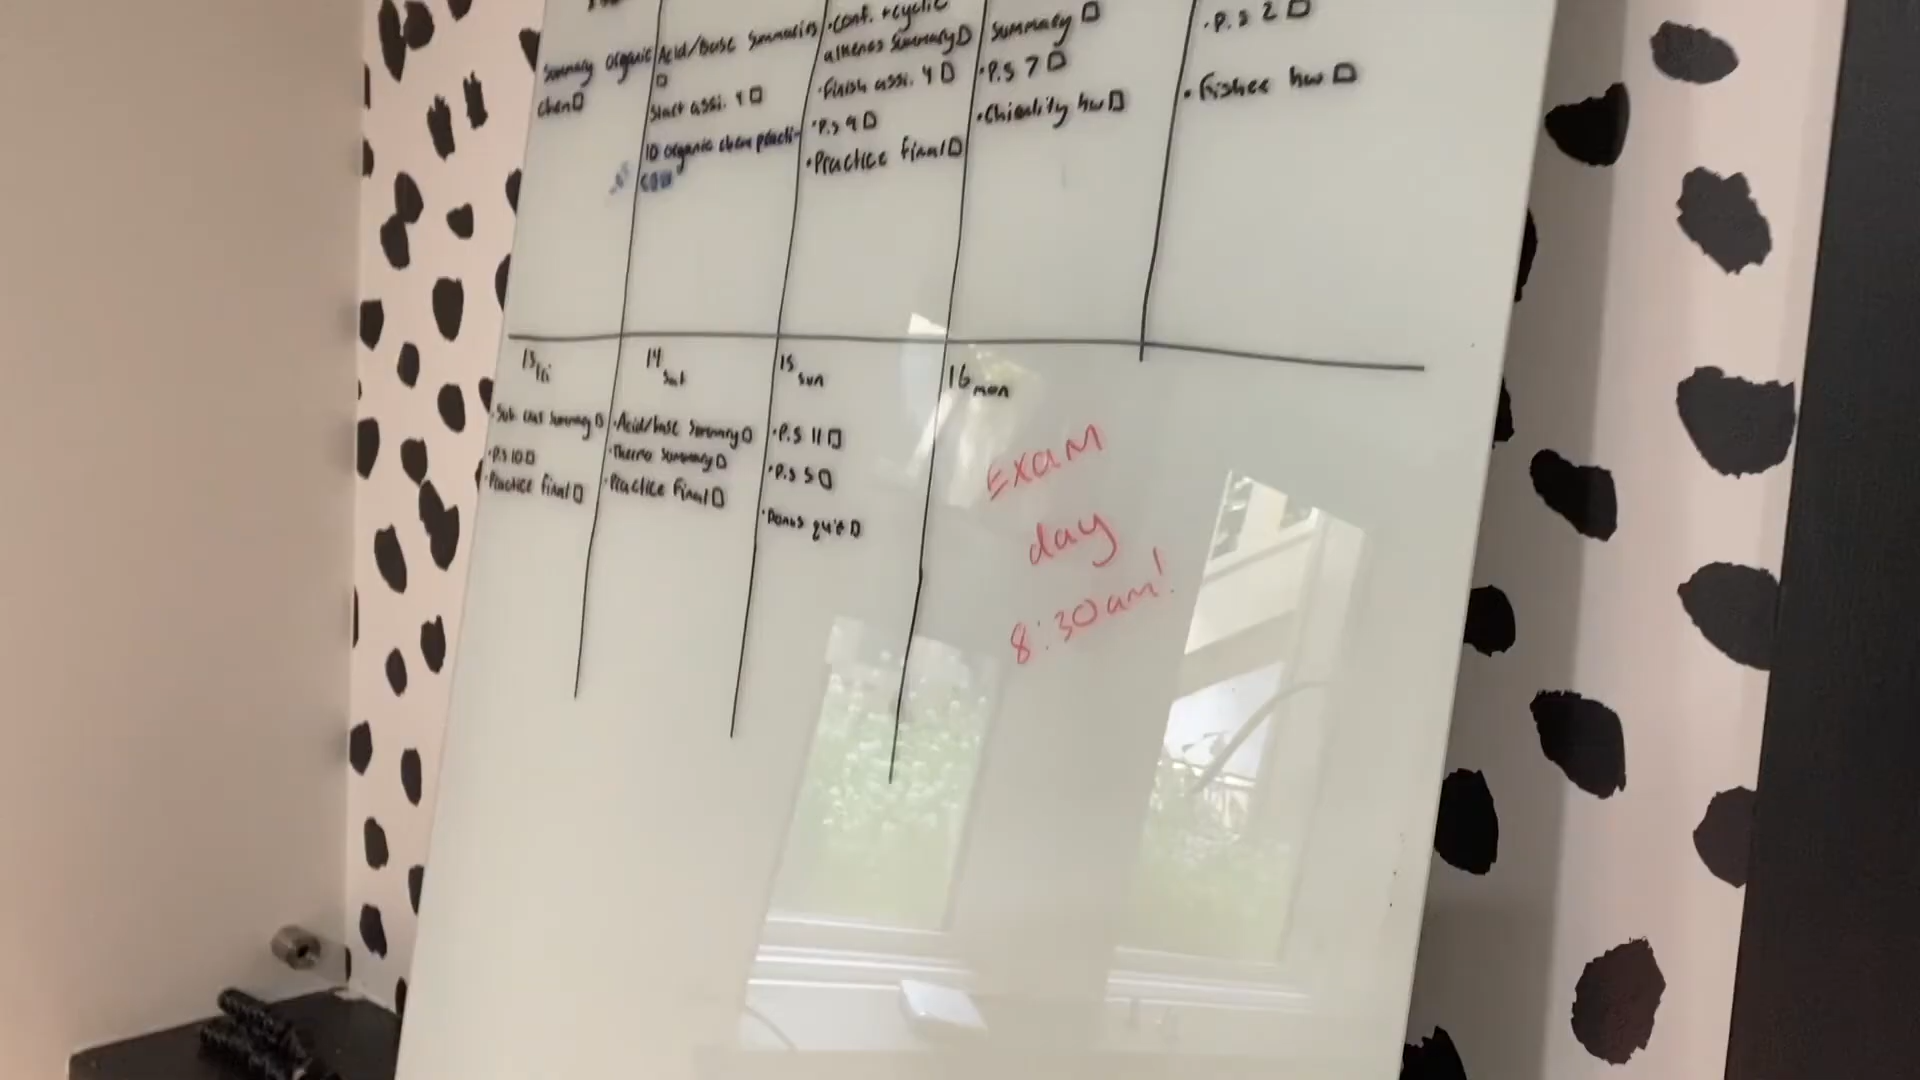 Summary organic
chem
Acid/Base Summaries
Start assi. 4
10 organic chem practi-
•conf. + cyclic
alkenes Summary
•Finish assi. 4
•P.S 9
•Practice final
Summary
•P.S 7
•Chirality hw
•P.S 2
•Fisher hw
13 fri
•Sub Summary
•P.S 10
•Practice final
14 sat
•Acid/base Summary
•Thermo Summary
•Practice Final
15 sun
•P.S 11
•P.S 5
16 mon
EXAM
day
8:30am!